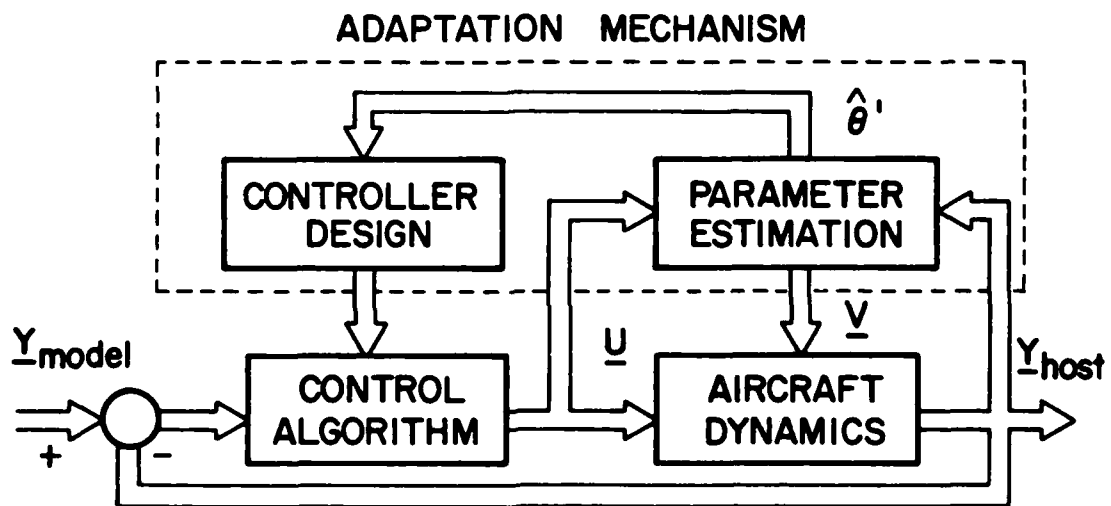 ADAPTATION MECHANISM
θ̂'
CONTROLLER
DESIGN
PARAMETER
ESTIMATION
Y model
+
-
CONTROL
ALGORITHM
U
V
AIRCRAFT
DYNAMICS
Y host